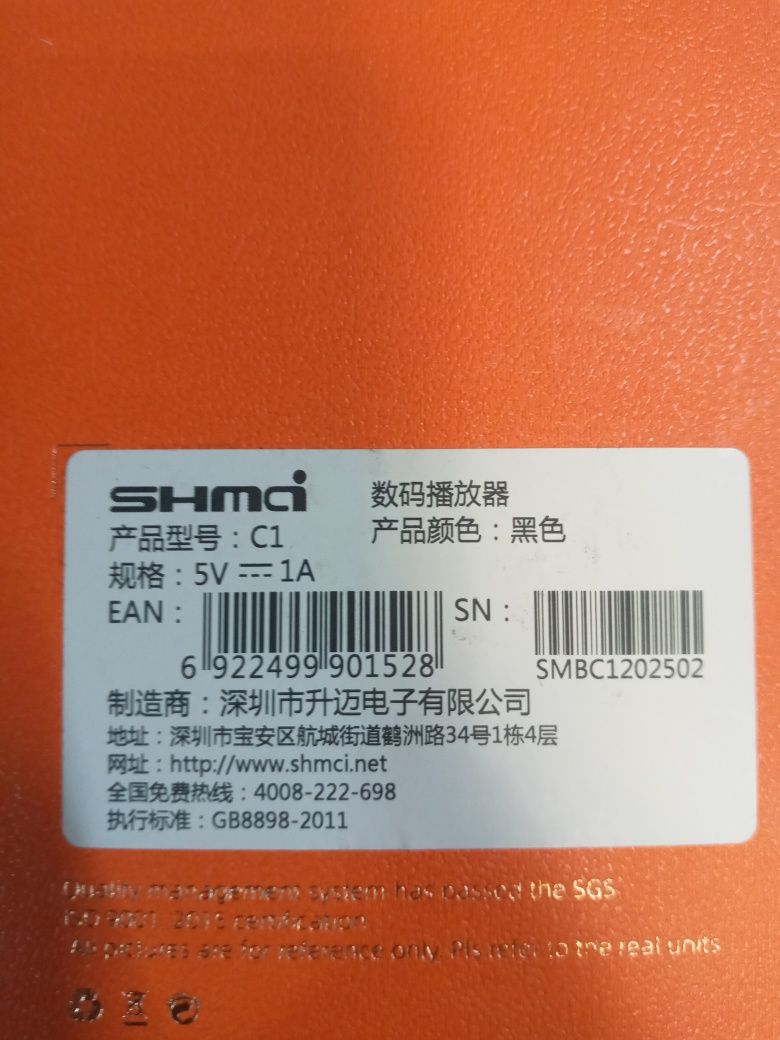 SHMCI
数码播放器
产品型号：C1
产品颜色：黑色
规格：5V ⎓ 1A
EAN：
6 922499 901528
SN：
SMBC1202502
制造商：深圳市升迈电子有限公司
地址：深圳市宝安区航城街道鹤洲路34号1栋4层
网址：http://www.shmci.net
全国免费热线：4008-222-698
执行标准：GB8898-2011
Quality management system has passed the SGS
ISO 9001: 2015 certification
All pictures are for reference only. Pls refer to the real units